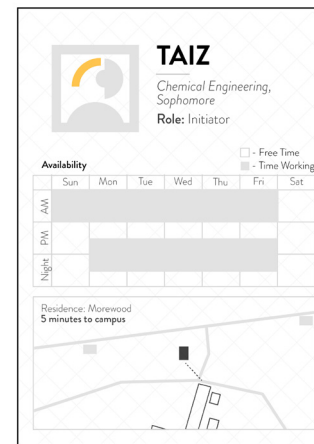 TAIZ
Chemical Engineering,
Sophomore
Role: Initiator
- Free Time
Availability
- Time Working
Sun Mon Tue Wed Thu Fri Sat
AM
PM
Night
Residence: Morewood
5 minutes to campus